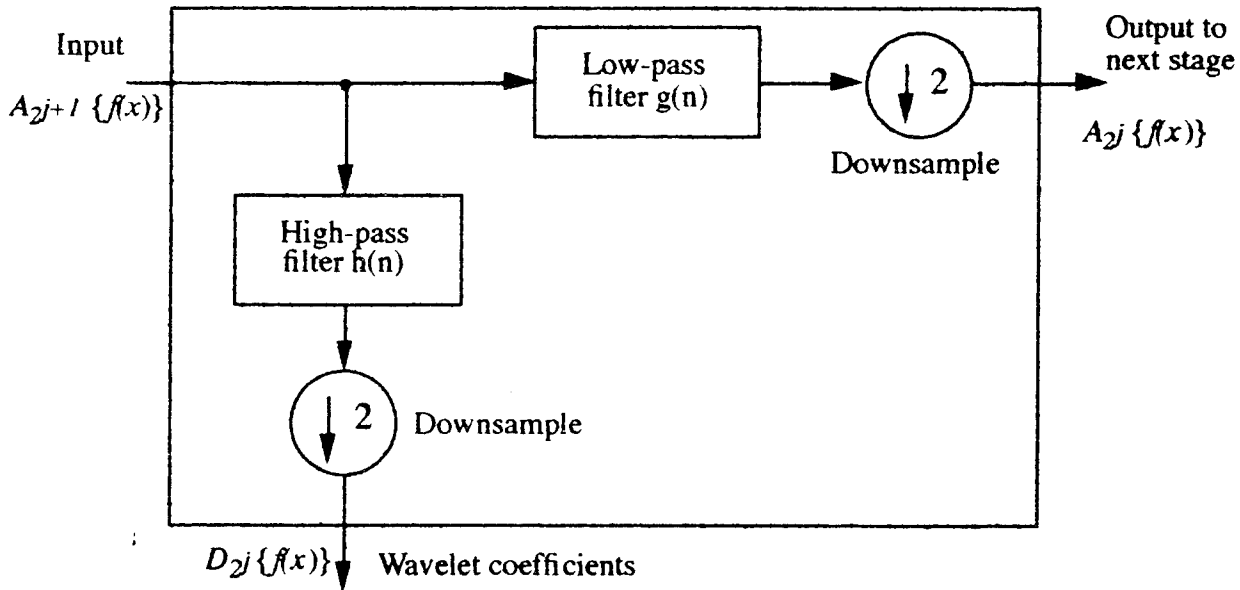 Input
A2j+1 {f(x)}
Low-pass
filter g(n)
2
Downsample
Output to
next stage
A2j {f(x)}
High-pass
filter h(n)
2
Downsample
D2j{f(x)}
Wavelet coefficients